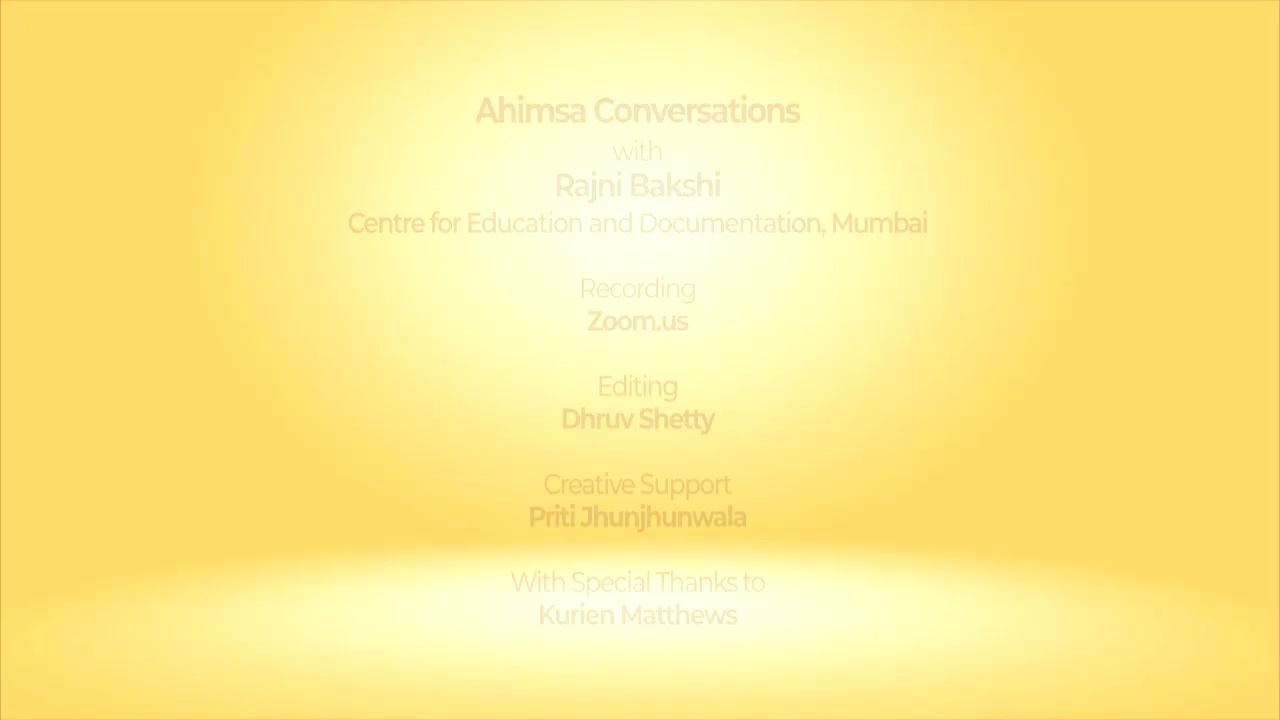 Ahimsa Conversations
with
Rajni Bakshi
Centre for Education and Documentation, Mumbai
Recording
Zoom.us
Editing
Dhruv Shetty
Creative Support
Priti Jhunjhunwala
With Special Thanks to
Kurien Matthews